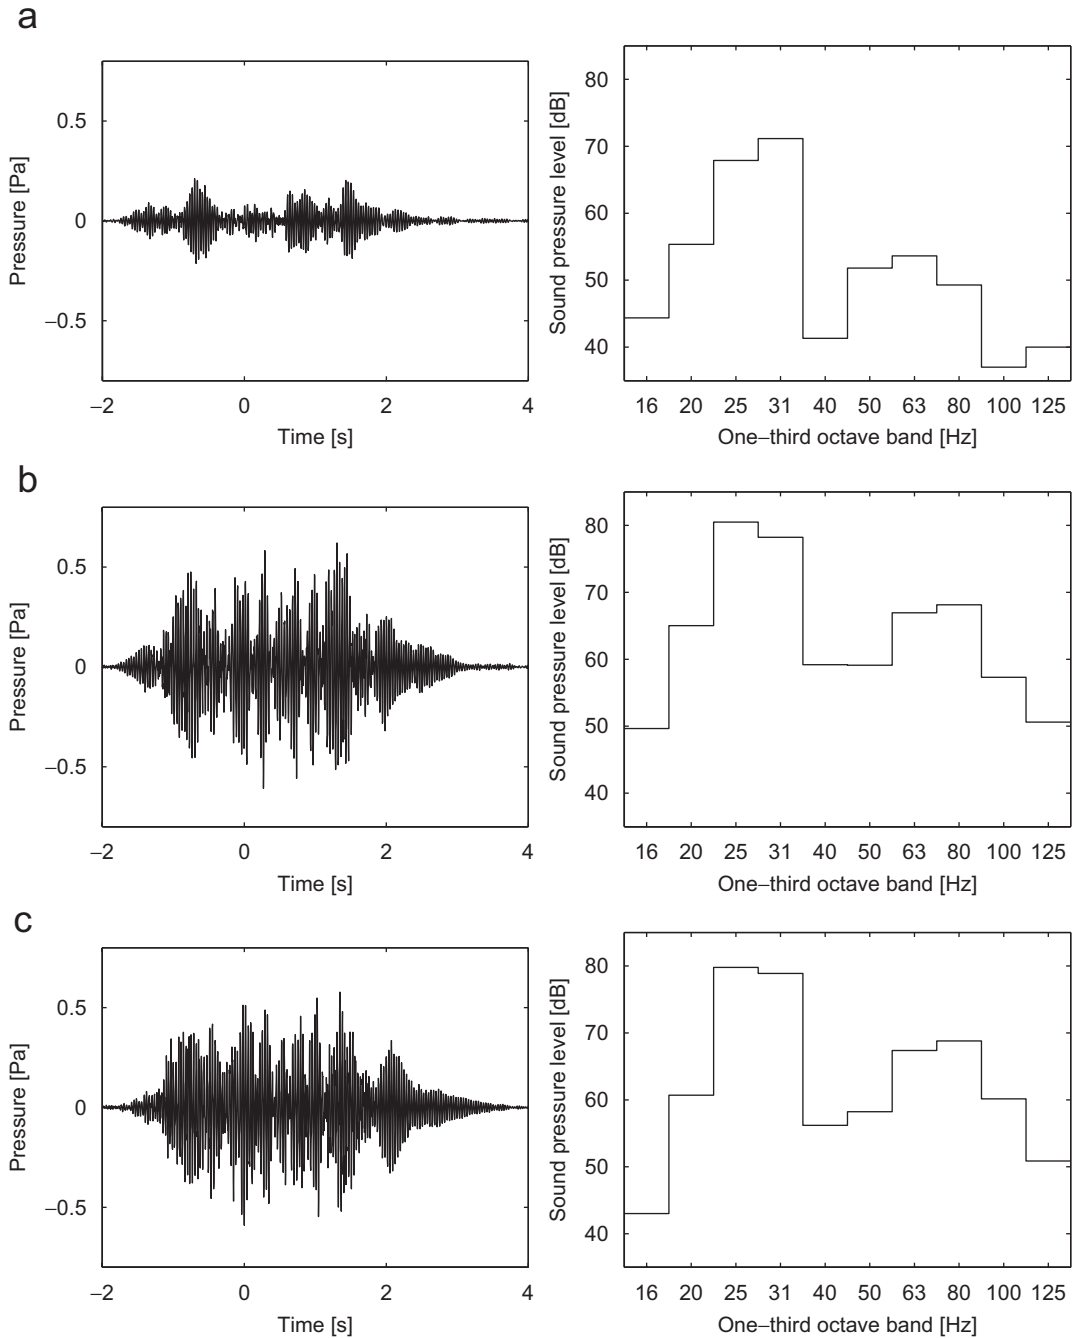 a
Pressure [Pa]
0.5
0
−0.5
−2 0 2 4
Time [s]
Sound pressure level [dB]
80
70
60
50
40
16 20 25 31 40 50 63 80 100 125
One−third octave band [Hz]
b
Pressure [Pa]
0.5
0
−0.5
−2 0 2 4
Time [s]
Sound pressure level [dB]
80
70
60
50
40
16 20 25 31 40 50 63 80 100 125
One−third octave band [Hz]
c
Pressure [Pa]
0.5
0
−0.5
−2 0 2 4
Time [s]
Sound pressure level [dB]
80
70
60
50
40
16 20 25 31 40 50 63 80 100 125
One−third octave band [Hz]